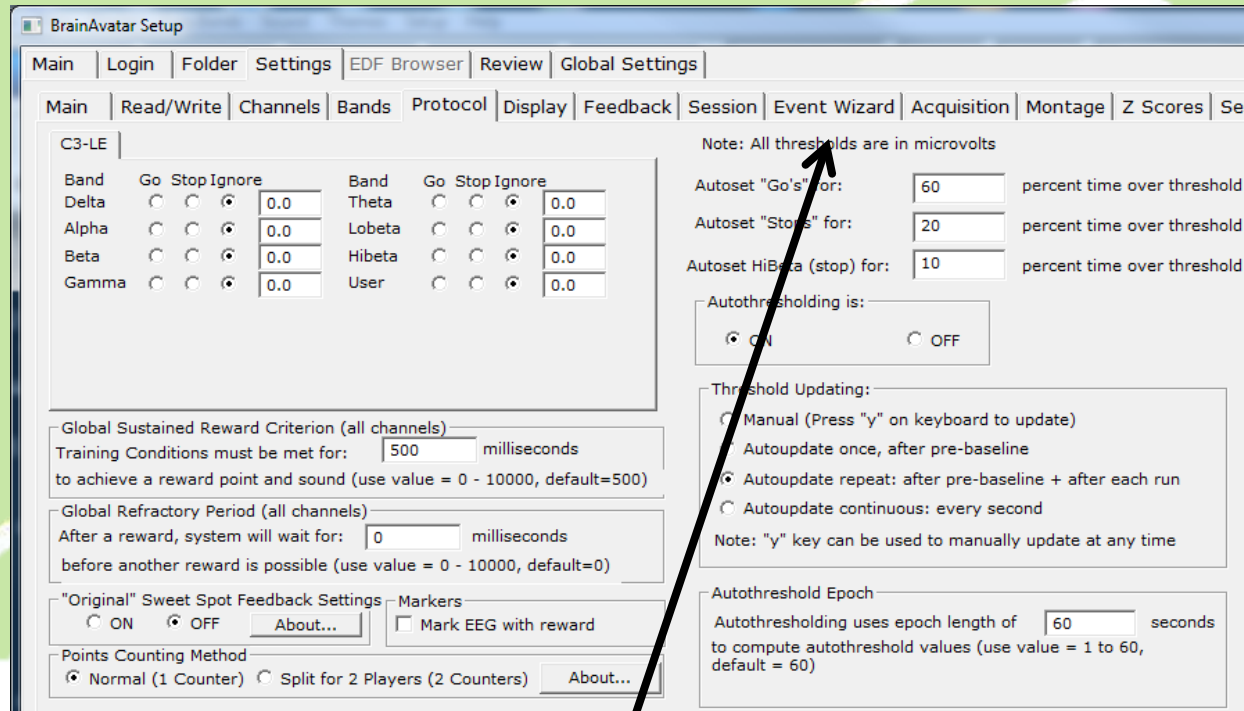 BrainAvatar Setup
Main Login Folder Settings EDF Browser Review Global Settings
Main Read/Write Channels Bands Protocol Display Feedback Session Event Wizard Acquisition Montage Z Scores Se
C3-LE
Band Go Stop Ignore Band Go Stop Ignore
Delta 0.0 Theta 0.0
Alpha 0.0 Lobeta 0.0
Beta 0.0 Hibeta 0.0
Gamma 0.0 User 0.0
Global Sustained Reward Criterion (all channels)
Training Conditions must be met for: 500 milliseconds
to achieve a reward point and sound (use value = 0 - 10000, default=500)
Global Refractory Period (all channels)
After a reward, system will wait for: 0 milliseconds
before another reward is possible (use value = 0 - 10000, default=0)
"Original" Sweet Spot Feedback Settings Markers
ON OFF About... Mark EEG with reward
Points Counting Method
Normal (1 Counter) Split for 2 Players (2 Counters) About...
Note: All thresholds are in microvolts
Autoset "Go's" for: 60 percent time over threshold
Autoset "Stops" for: 20 percent time over threshold
Autoset HiBeta (stop) for: 10 percent time over threshold
Autothresholding is:
ON OFF
Threshold Updating:
Manual (Press "y" on keyboard to update)
Autoupdate once, after pre-baseline
Autoupdate repeat: after pre-baseline + after each run
Autoupdate continuous: every second
Note: "y" key can be used to manually update at any time
Autothreshold Epoch
Autothresholding uses epoch length of 60 seconds
to compute autothreshold values (use value = 1 to 60,
default = 60)